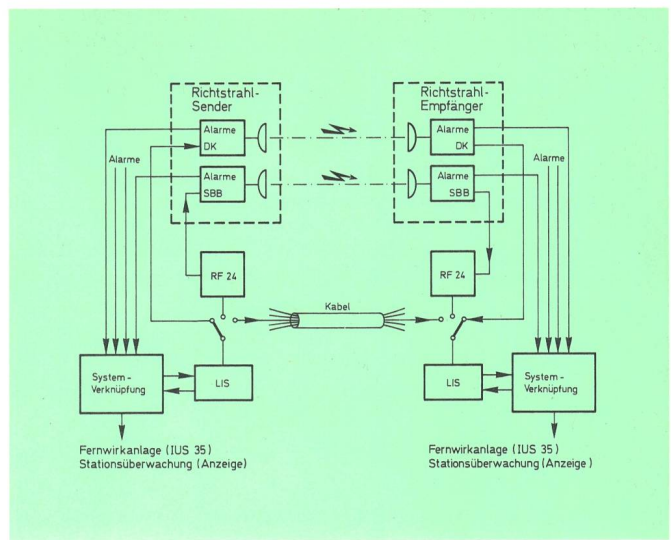 Richtstrahl-
Sender
Richtstrahl-
Empfänger
Alarme
DK
Alarme
DK
Alarme
Alarme
Alarme
SBB
Alarme
SBB
RF 24
RF 24
Kabel
System-
Verknüpfung
LIS
LIS
System-
Verknüpfung
Fernwirkanlage (IUS 35)
Stationsüberwachung (Anzeige)
Fernwirkanlage (IUS 35)
Stationsüberwachung (Anzeige)